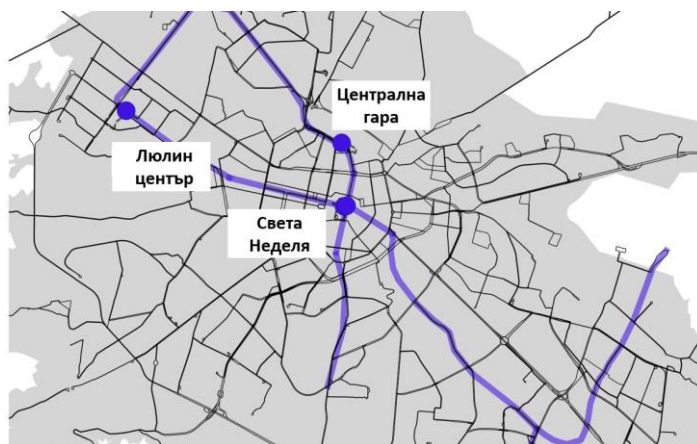 Централна
гара
Люлин
център
Света
Неделя